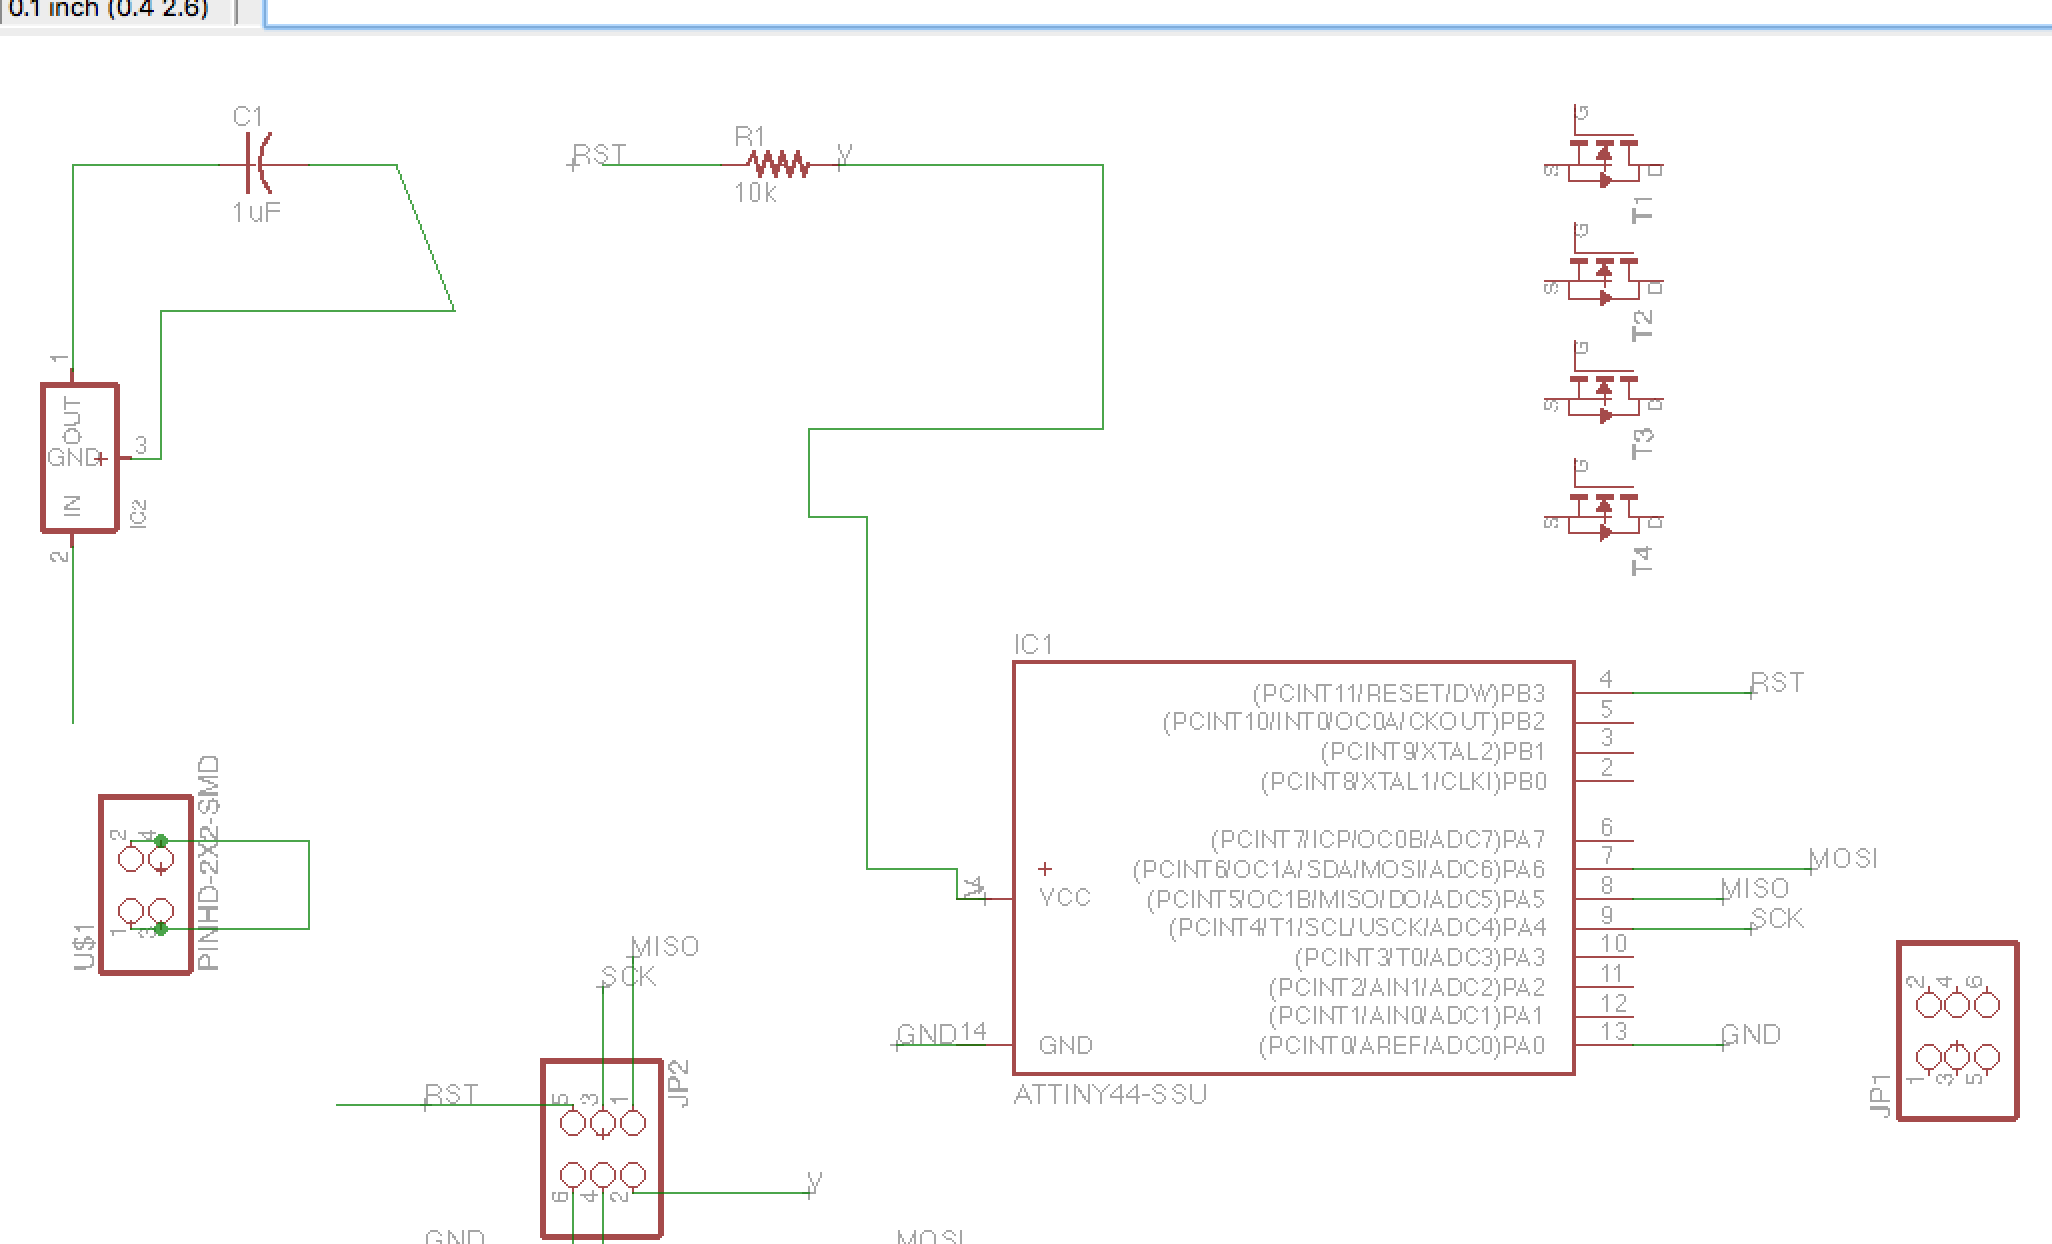 0.1 inch (0.4 2.6)
C1
1uF
RST
R1
10k
V
G
S
D
T1
G
S
D
T2
G
S
D
T3
G
S
D
T4
1
OUT
GND
3
IN
IC2
2
IC1
(PCINT11/RESET/DW)PB3
4
RST
(PCINT10/INT0/OC0A/CKOUT)PB2
5
(PCINT9/XTAL2)PB1
3
(PCINT8/XTAL1/CLKI)PB0
2
(PCINT7/ICP/OC0B/ADC7)PA7
6
(PCINT6/OC1A/SDA/MOSI/ADC6)PA6
7
MOSI
VCC
(PCINT5/OC1B/MISO/DO/ADC5)PA5
8
MISO
(PCINT4/T1/SCL/USCK/ADC4)PA4
9
SCK
(PCINT3/T0/ADC3)PA3
10
(PCINT2/AIN1/ADC2)PA2
11
(PCINT1/AIN0/ADC1)PA1
12
GND
14
GND
(PCINT0/AREF/ADC0)PA0
13
GND
ATTINY44-SSU
2
4
1
3
U$1
PINHD-2X2-SMD
MISO
SCK
RST
5
3
1
JP2
6
4
2
V
GND
MOSI
2
4
6
1
3
5
JP1